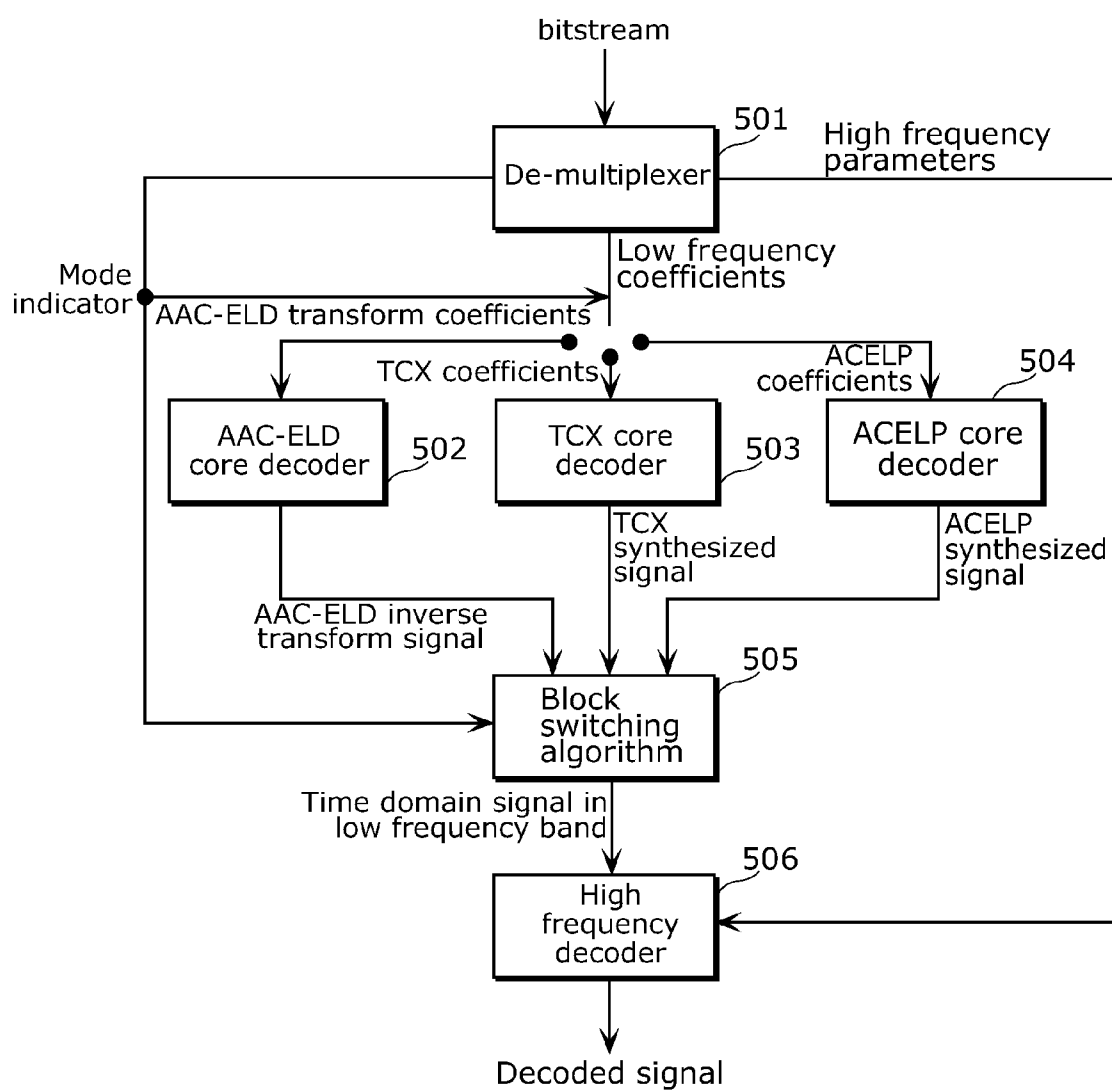 bitstream
501
De-multiplexer
High frequency
parameters
Low frequency
coefficients
Mode
indicator
AAC-ELD transform coefficients
TCX coefficients
ACELP
coefficients
504
AAC-ELD
core decoder
502
TCX core
decoder
503
ACELP core
decoder
TCX
synthesized
signal
ACELP
synthesized
signal
AAC-ELD inverse
transform signal
505
Block
switching
algorithm
Time domain signal in
low frequency band
506
High
frequency
decoder
Decoded signal